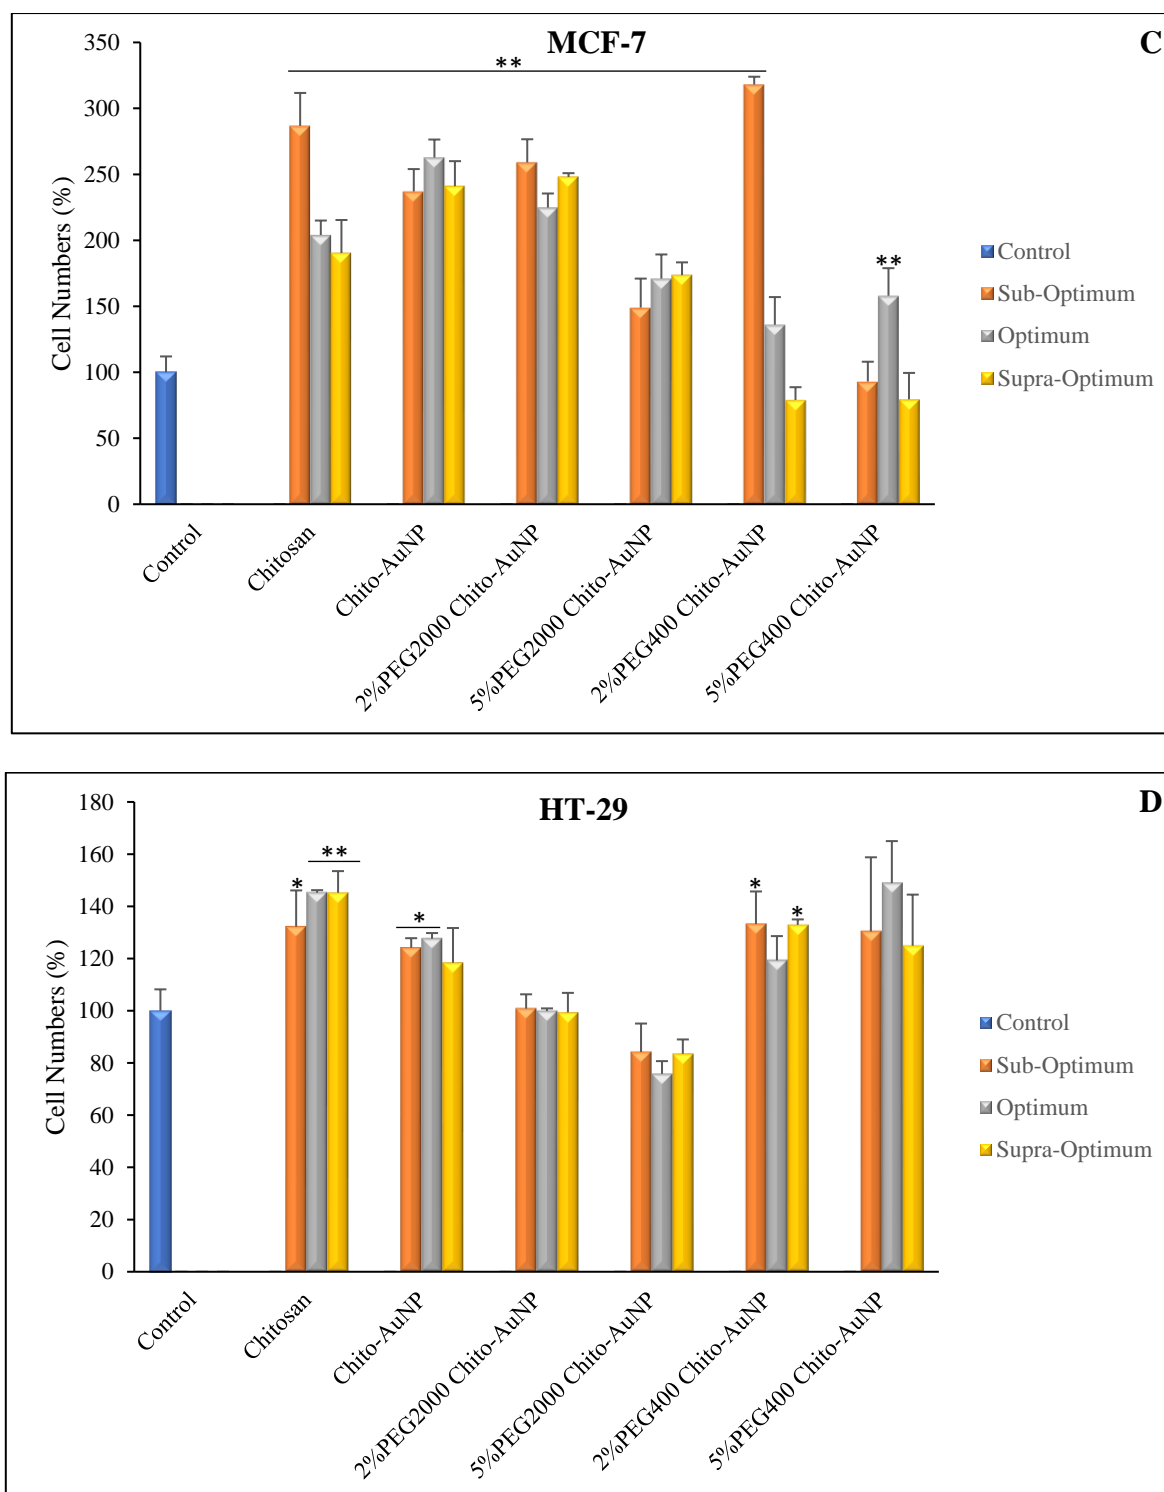 MCF-7
C
**
350
300
250
200
150
100
50
0
Cell Numbers (%)
**
Control
Sub-Optimum
Optimum
Supra-Optimum
Control
Chitosan
Chito-AuNP
2%PEG2000 Chito-AuNP
5%PEG2000 Chito-AuNP
2%PEG400 Chito-AuNP
5%PEG400 Chito-AuNP
HT-29
D
180
160
140
120
100
80
60
40
20
0
Cell Numbers (%)
*
**
*
*
*
Control
Sub-Optimum
Optimum
Supra-Optimum
Control
Chitosan
Chito-AuNP
2%PEG2000 Chito-AuNP
5%PEG2000 Chito-AuNP
2%PEG400 Chito-AuNP
5%PEG400 Chito-AuNP